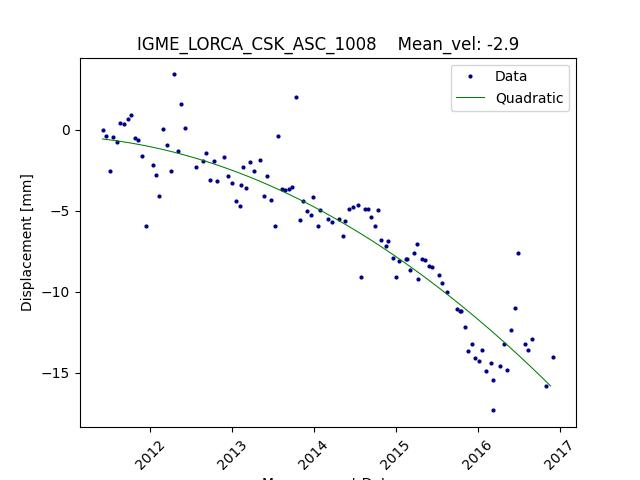 IGME_LORCA_CSK_ASC_1008    Mean_vel: -2.9
Data
Quadratic
Displacement [mm]
0
−5
−10
−15
2012
2013
2014
2015
2016
2017